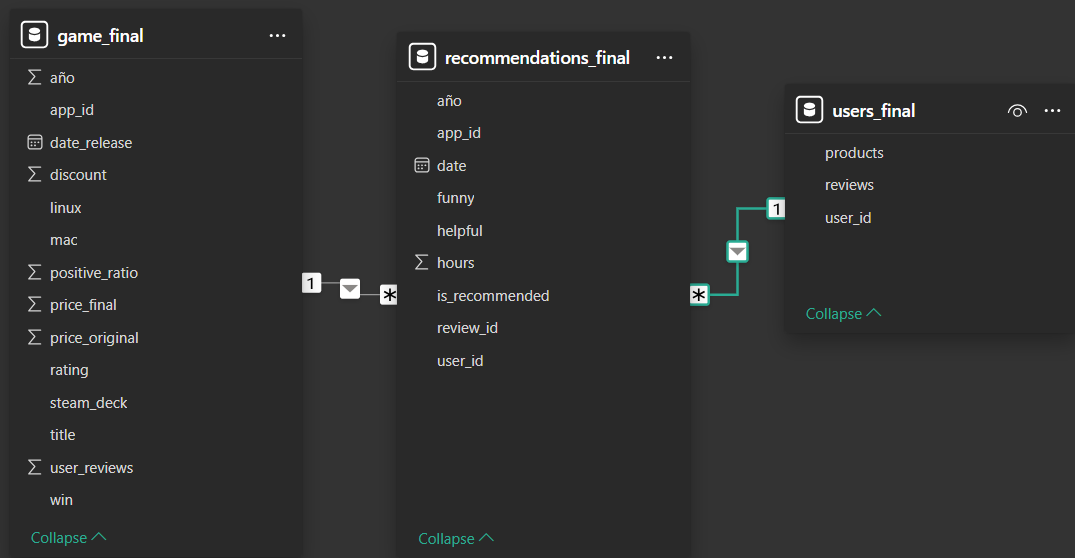 game_final
año
app_id
date_release
discount
linux
mac
positive_ratio
price_final
price_original
rating
steam_deck
title
user_reviews
win
Collapse
1
*
recommendations_final
año
app_id
date
funny
helpful
hours
is_recommended
review_id
user_id
Collapse
*
1
users_final
products
reviews
user_id
Collapse